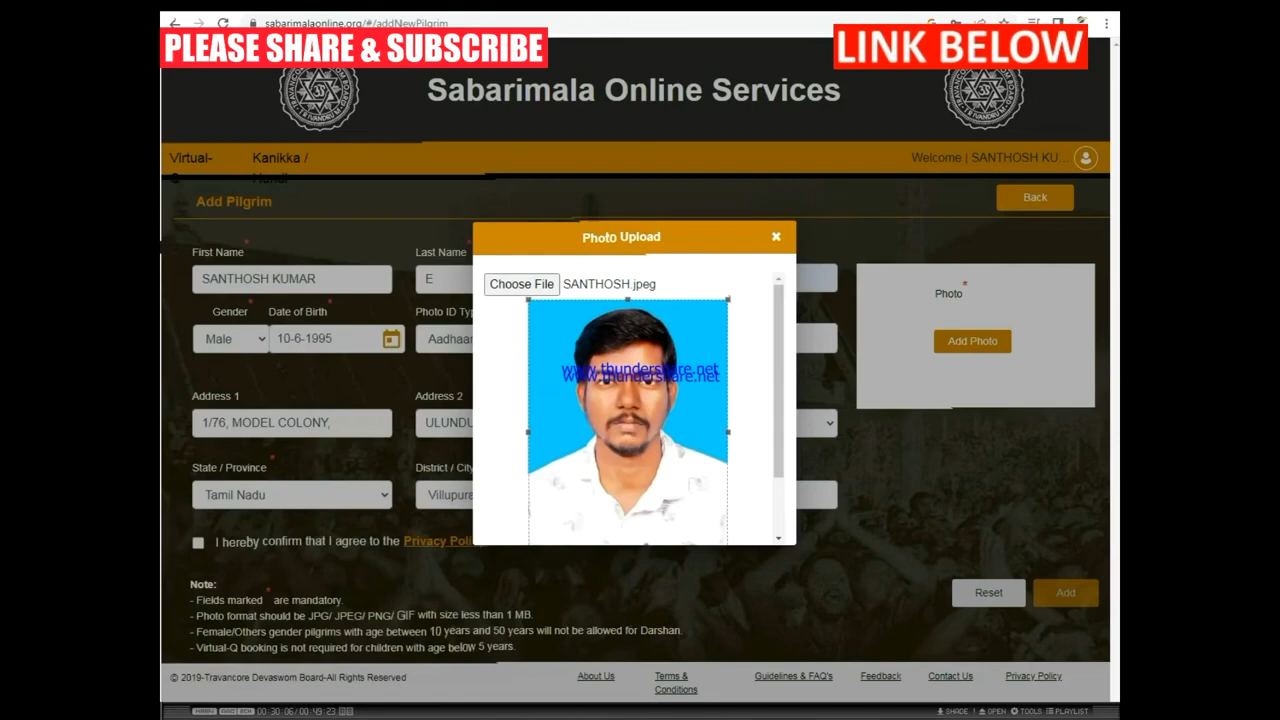 sabarimalaonline.org/#/addNewPilgrim
PLEASE SHARE & SUBSCRIBE
LINK BELOW
Sabarimala Online Services
Virtual-
Kanikka /
Welcome | SANTHOSH KU...
Add Pilgrim
Back
Photo Upload
First Name *
Last Name
SANTHOSH KUMAR
E
Choose File SANTHOSH.jpeg
Photo *
Add Photo
Gender * Date of Birth *
Photo ID Typ
Male
10-6-1995
Aadhaar
www.thundershare.net
www.thundershare.net
Address 1
Address 2
1/76, MODEL COLONY,
ULUNDU
State / Province *
District / City
Tamil Nadu
Villupura
I hereby confirm that I agree to the Privacy Poli
Note:
- Fields marked * are mandatory.
- Photo format should be JPG/ JPEG/ PNG/ GIF with size less than 1 MB.
- Female/Others gender pilgrims with age between 10 years and 50 years will not be allowed for Darshan.
- Virtual-Q booking is not required for children with age below 5 years.
Reset
Add
© 2019-Travancore Devaswom Board-All Rights Reserved
About Us
Terms &
Conditions
Guidelines & FAQ's
Feedback
Contact Us
Privacy Policy
00:30:06/00:49:23
SHADE ! OPEN TOOLS PLAYLIST